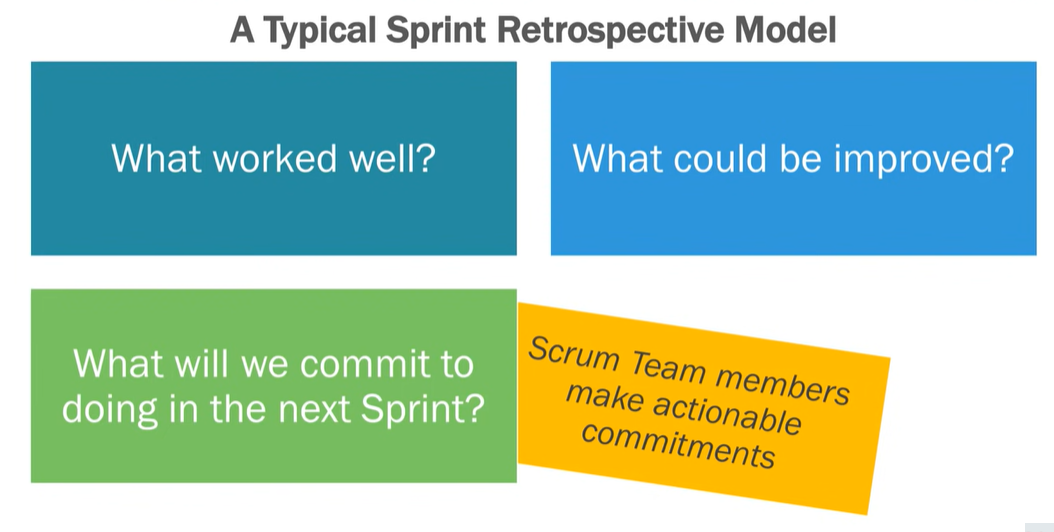 A Typical Sprint Retrospective Model
What worked well?
What could be improved?
What will we commit to
doing in the next Sprint?
Scrum Team members
make actionable
commitments